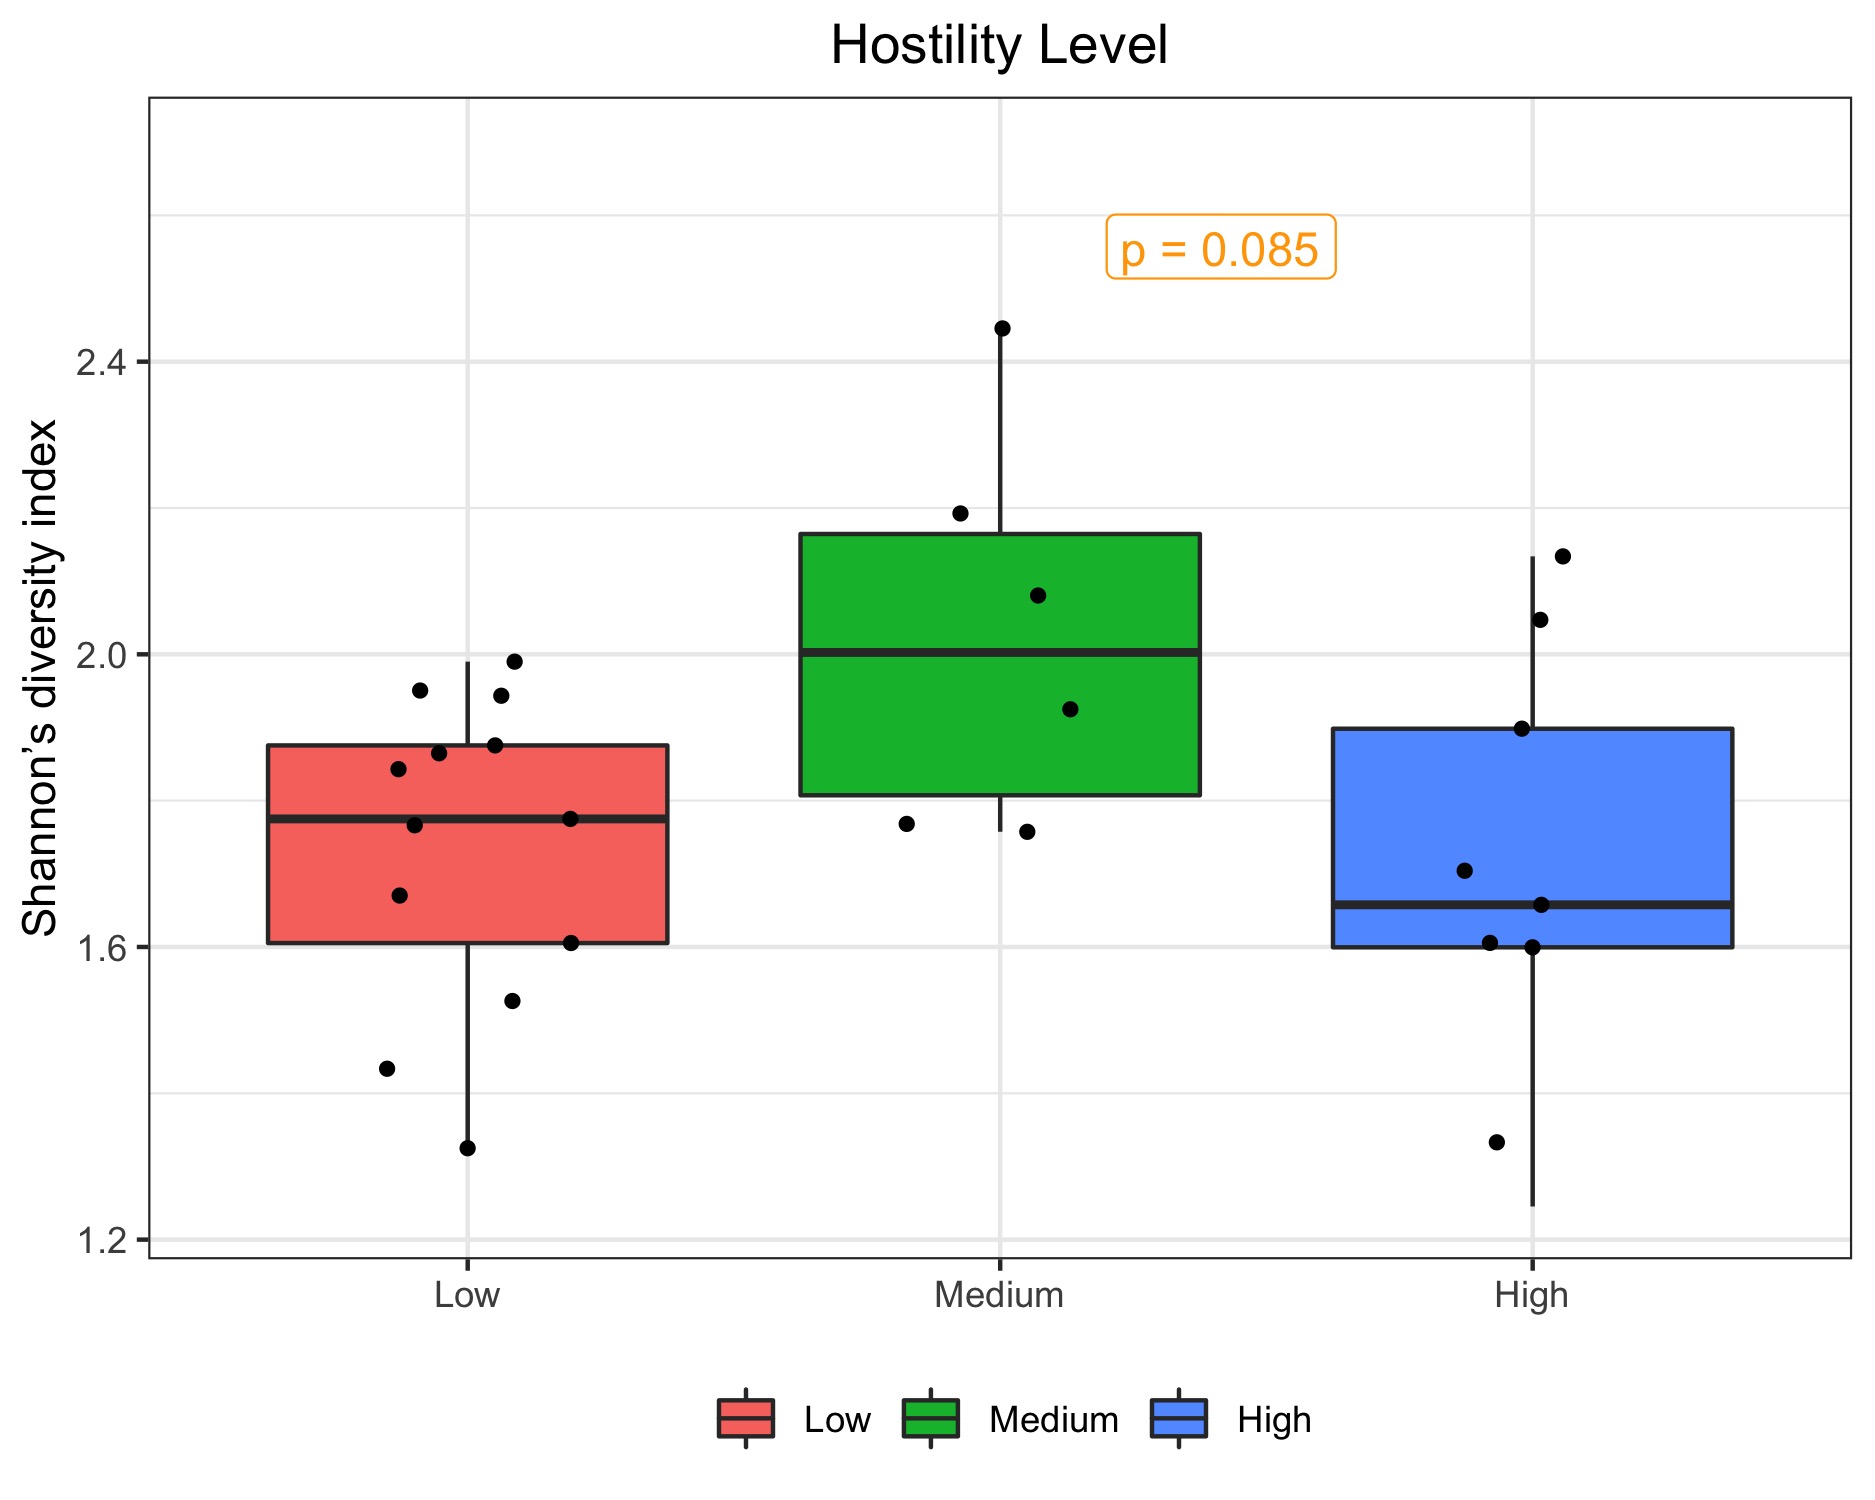 Hostility Level
p = 0.085
Shannon’s diversity index
2.4
2.0
1.6
1.2
Low Medium High
Low Medium High